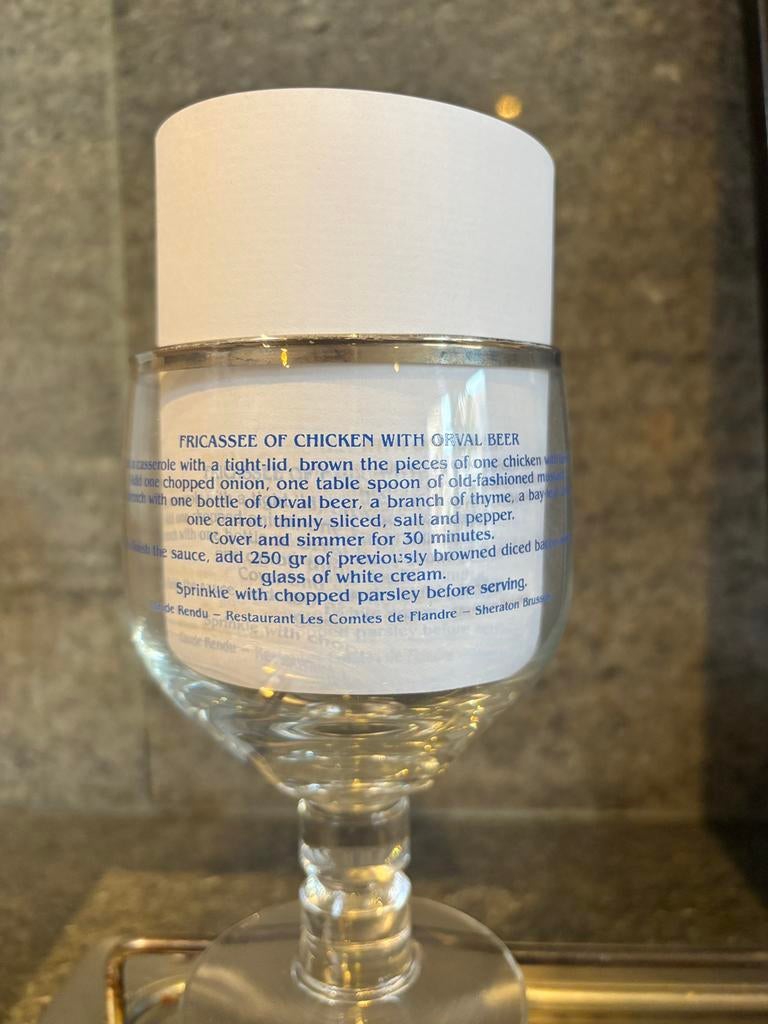 FRICASSEE OF CHICKEN WITH ORVAL BEER
casserole with a tight-lid, brown the pieces of one chicken
one chopped onion, one table spoon of old-fashioned
with one bottle of Orval beer, a branch of thyme, a bay
one carrot, thinly sliced, salt and pepper.
Cover and simmer for 30 minutes.
the sauce, add 250 gr of previously browned diced
glass of white cream.
Sprinkle with chopped parsley before serving.
Rendu – Restaurant Les Comtes de Flandre – Sheraton